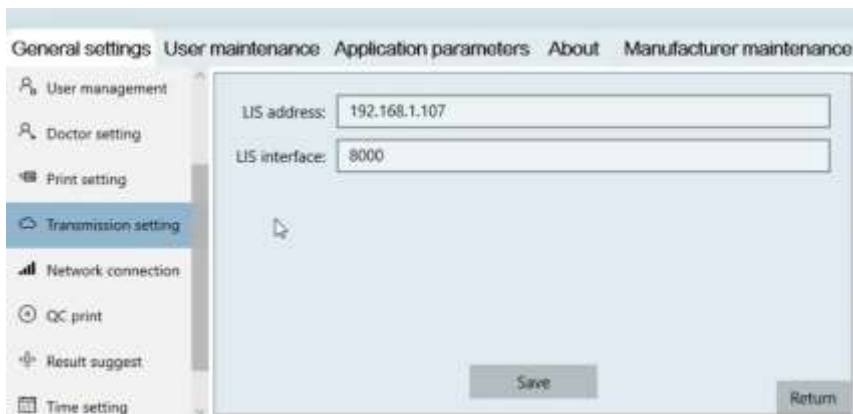 General settings User maintenance Application parameters About Manufacturer maintenance
User management
Doctor setting
Print setting
Transmission setting
Network connection
QC print
Result suggest
Time setting
LIS address: 192.168.1.107
LIS interface: 8000
Save
Return